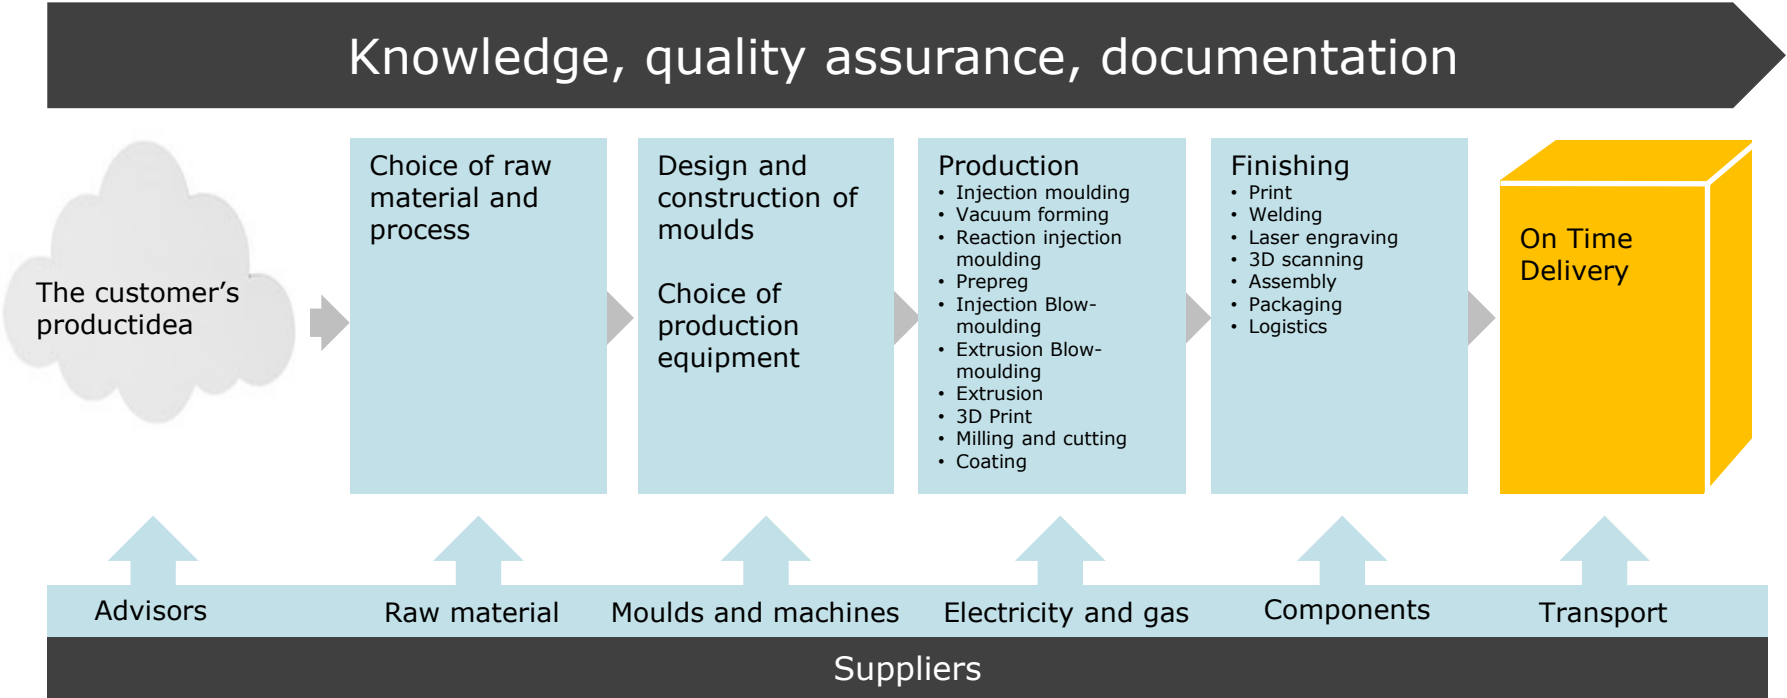 Knowledge, quality assurance, documentation
The customer’s
productidea
Choice of raw
material and
process
Design and
construction of
moulds
Choice of
production
equipment
Production
• Injection moulding
• Vacuum forming
• Reaction injection
moulding
• Prepreg
• Injection Blow-
moulding
• Extrusion Blow-
moulding
• Extrusion
• 3D Print
• Milling and cutting
• Coating
Finishing
• Print
• Welding
• Laser engraving
• 3D scanning
• Assembly
• Packaging
• Logistics
On Time
Delivery
Advisors
Raw material
Moulds and machines
Electricity and gas
Components
Transport
Suppliers